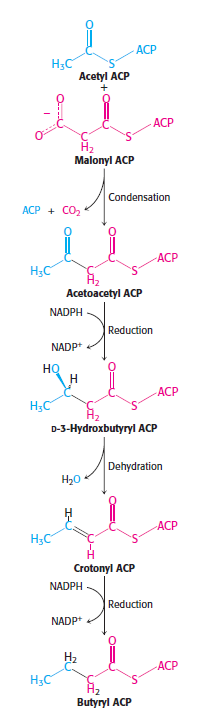 O
H₃C S ACP
Acetyl ACP
+
O O
– O C C C S ACP
H₂
Malonyl ACP
Condensation
ACP + CO₂
O O
H₃C C C C S ACP
H₂
Acetoacetyl ACP
NADPH
Reduction
NADP⁺
HO H O
H₃C C C C S ACP
H₂
D-3-Hydroxbutyryl ACP
Dehydration
H₂O
H O
H₃C C C C S ACP
H
Crotonyl ACP
NADPH
Reduction
NADP⁺
H₂ O
H₃C C C C S ACP
H₂
Butyryl ACP